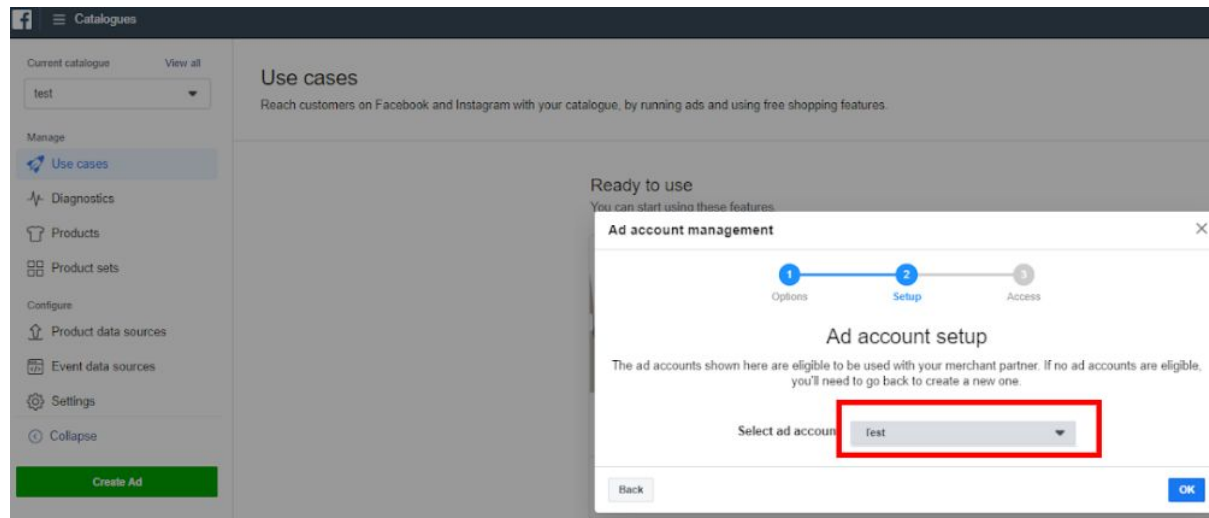 Catalogues
Current catalogue View all
test
Manage
Use cases
Diagnostics
Products
Product sets
Configure
Product data sources
Event data sources
Settings
Collapse
Create Ad
Use cases
Reach customers on Facebook and Instagram with your catalogue, by running ads and using free shopping features.
Ready to use
You can start using these features
Ad account management
1 2 3
Options Setup Access
Ad account setup
The ad accounts shown here are eligible to be used with your merchant partner. If no ad accounts are eligible,
you'll need to go back to create a new one.
Select ad accoun Test
Back OK